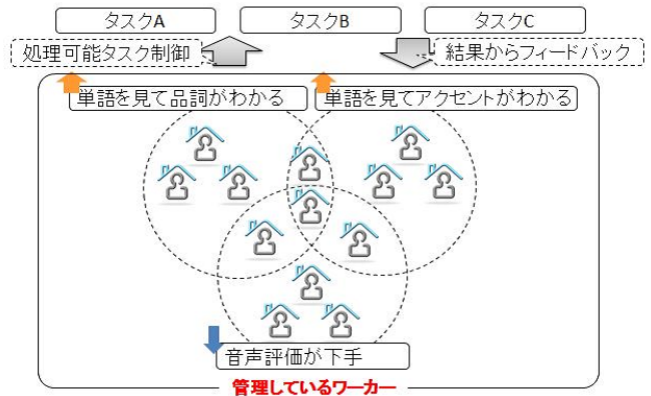 タスクA
タスクB
タスクC
処理可能タスク制御
結果からフィードバック
単語を見て品詞がわかる
単語を見てアクセントがわかる
音声評価が下手
管理しているワーカー